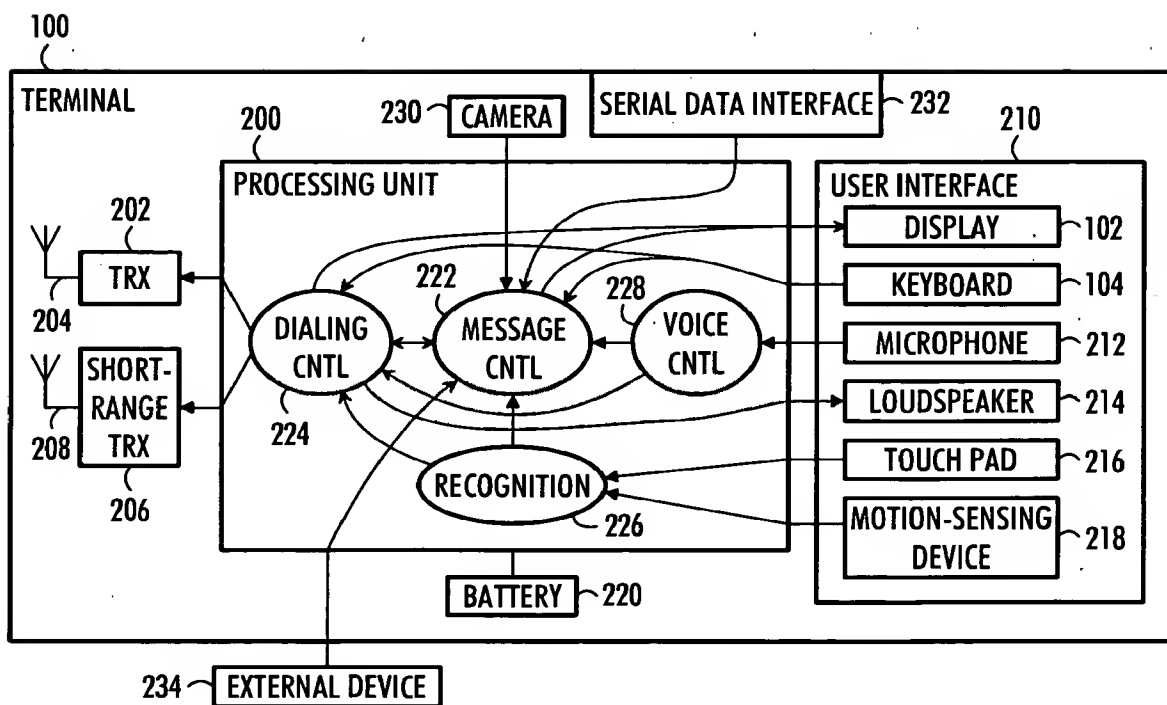 100
TERMINAL
230
CAMERA
SERIAL DATA INTERFACE
232
200
PROCESSING UNIT
210
USER INTERFACE
DISPLAY
102
KEYBOARD
104
MICROPHONE
212
LOUDSPEAKER
214
TOUCH PAD
216
MOTION-SENSING
DEVICE
218
202
TRX
204
SHORT-
RANGE
TRX
208
206
DIALING
CNTL
224
222
MESSAGE
CNTL
228
VOICE
CNTL
RECOGNITION
226
BATTERY
220
234
EXTERNAL DEVICE